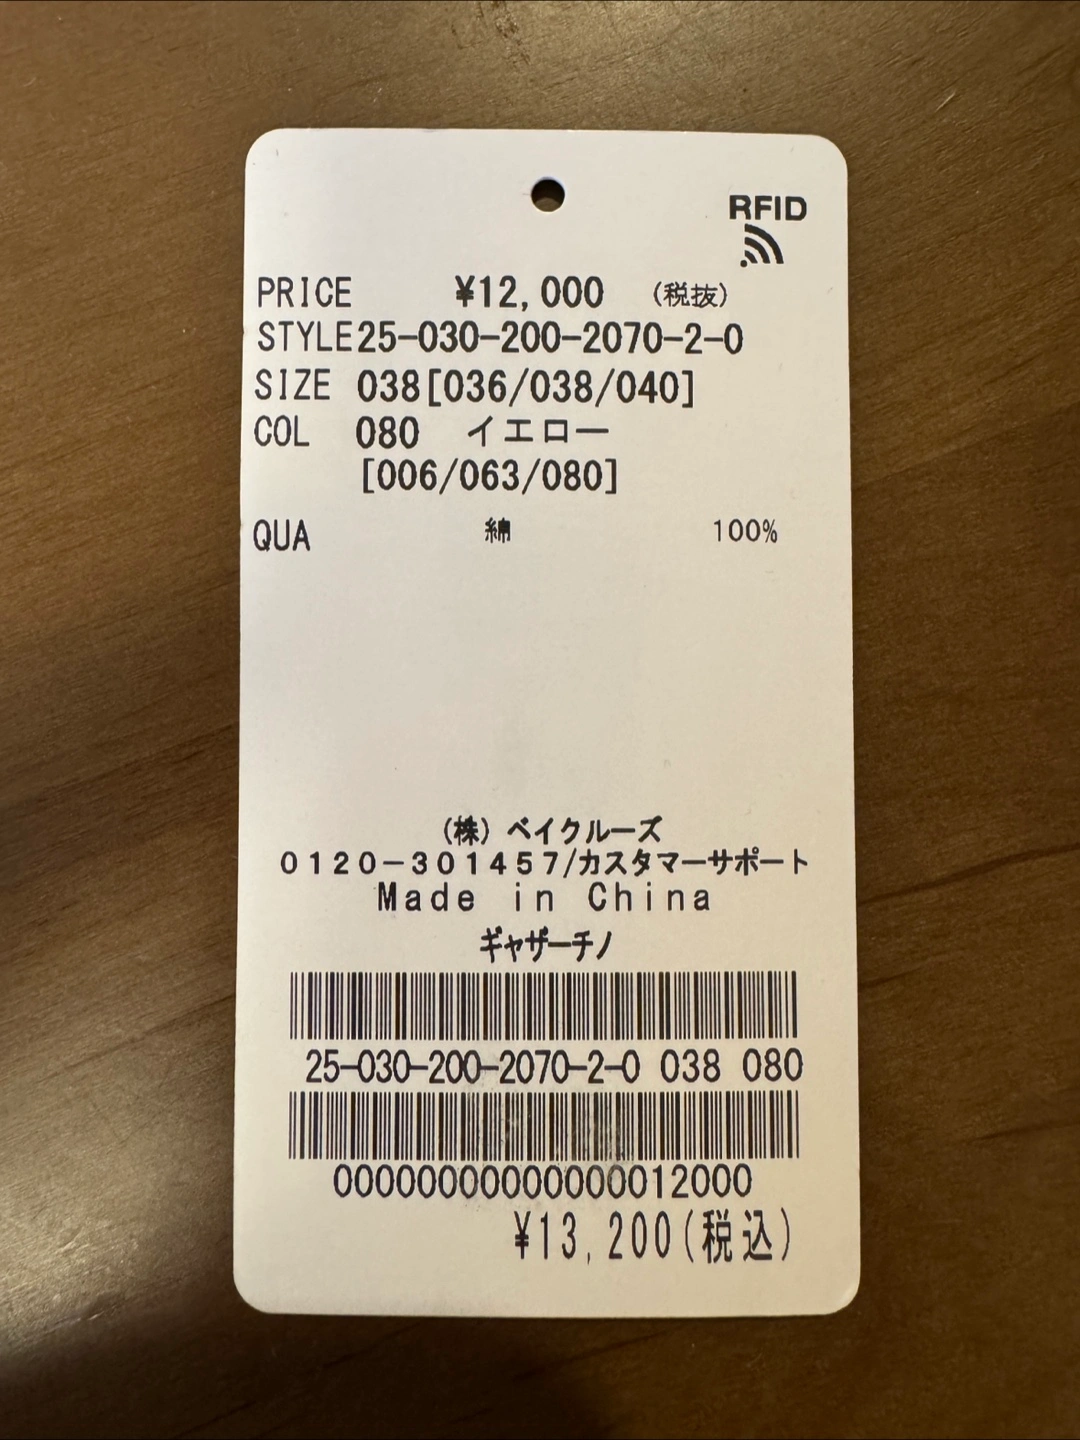 RFID
PRICE ¥12,000 (税抜)
STYLE 25-030-200-2070-2-0
SIZE 038[036/038/040]
COL 080 イエロー
[006/063/080]
QUA 綿 100%
(株)ベイクルーズ
0120-301457/カスタマーサポート
Made in China
ギャザーチノ
25-030-200-2070-2-0 038 080
0000000000000000012000
¥13,200(税込)